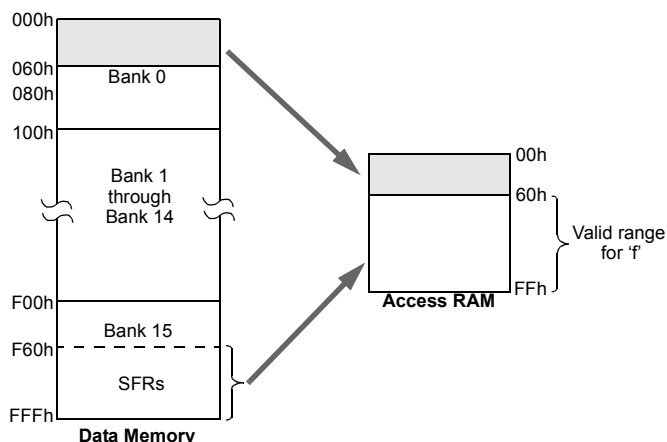 000h
060h
Bank 0
080h
100h
Bank 1
through
Bank 14
F00h
Bank 15
F60h
SFRs
FFFh
Data Memory
00h
60h
Valid range
for ‘f’
FFh
Access RAM